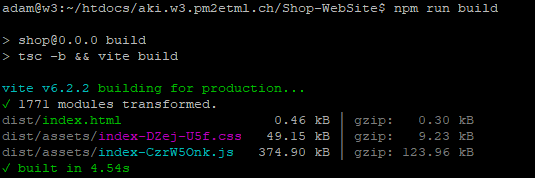 adam@w3:~/htdocs/aki.w3.pm2etml.ch/Shop-WebSite$ npm run build
> shop@0.0.0 build
> tsc -b && vite build
vite v6.2.2 building for production...
✓ 1771 modules transformed.
dist/index.html 0.46 kB │ gzip: 0.30 kB
dist/assets/index-DZej-U5f.css 49.15 kB │ gzip: 9.23 kB
dist/assets/index-CzrW5Onk.js 374.90 kB │ gzip: 123.96 kB
✓ built in 4.54s